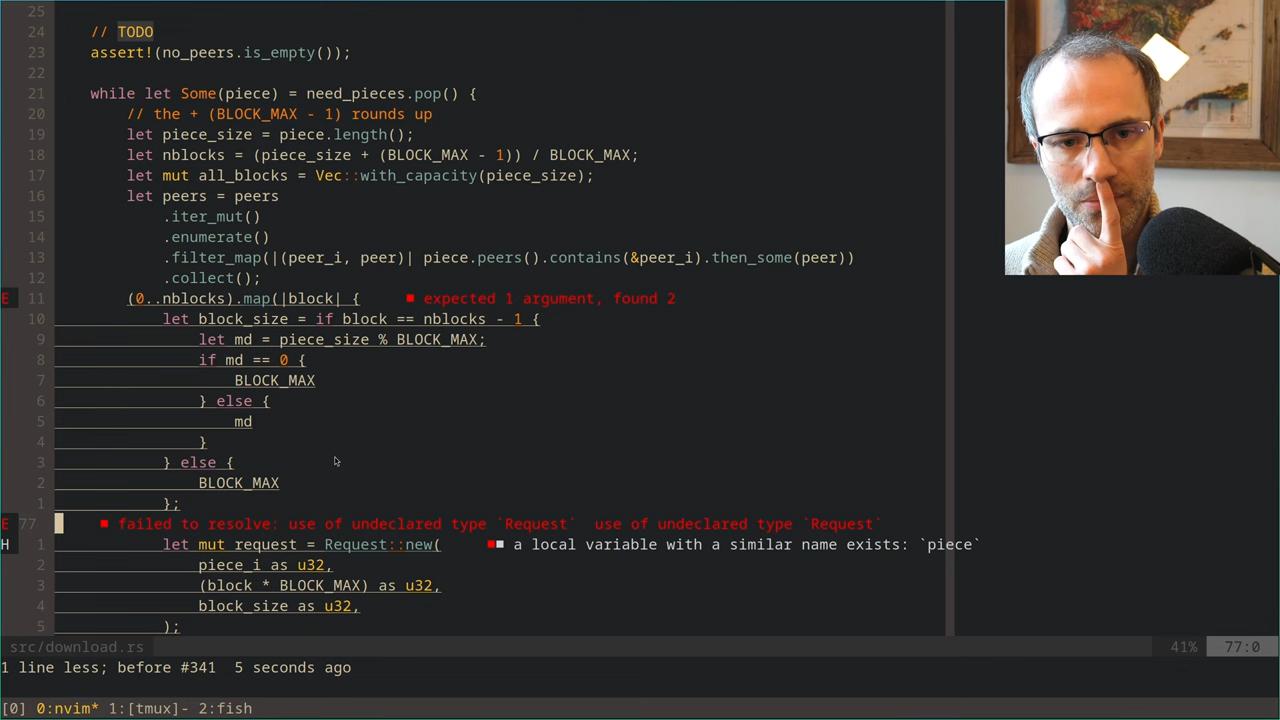 25
24 // TODO
23 assert!(no_peers.is_empty());
22
21 while let Some(piece) = need_pieces.pop() {
20 // the + (BLOCK_MAX - 1) rounds up
19 let piece_size = piece.length();
18 let nblocks = (piece_size + (BLOCK_MAX - 1)) / BLOCK_MAX;
17 let mut all_blocks = Vec::with_capacity(piece_size);
16 let peers = peers
15 .iter_mut()
14 .enumerate()
13 .filter_map(|(peer_i, peer)| piece.peers().contains(&peer_i).then_some(peer))
12 .collect();
E 11 (0..nblocks).map(|block| { ■ expected 1 argument, found 2
10 let block_size = if block == nblocks - 1 {
9 let md = piece_size % BLOCK_MAX;
8 if md == 0 {
7 BLOCK_MAX
6 } else {
5 md
4 }
3 } else {
2 BLOCK_MAX
1 };
E 77 ■ failed to resolve: use of undeclared type `Request` use of undeclared type `Request`
H 1 let mut request = Request::new( ■■ a local variable with a similar name exists: `piece`
2 piece_i as u32,
3 (block * BLOCK_MAX) as u32,
4 block_size as u32,
5 );
src/download.rs 41% 77:0
1 line less; before #341 5 seconds ago
[0] 0:nvim* 1:[tmux]- 2:fish